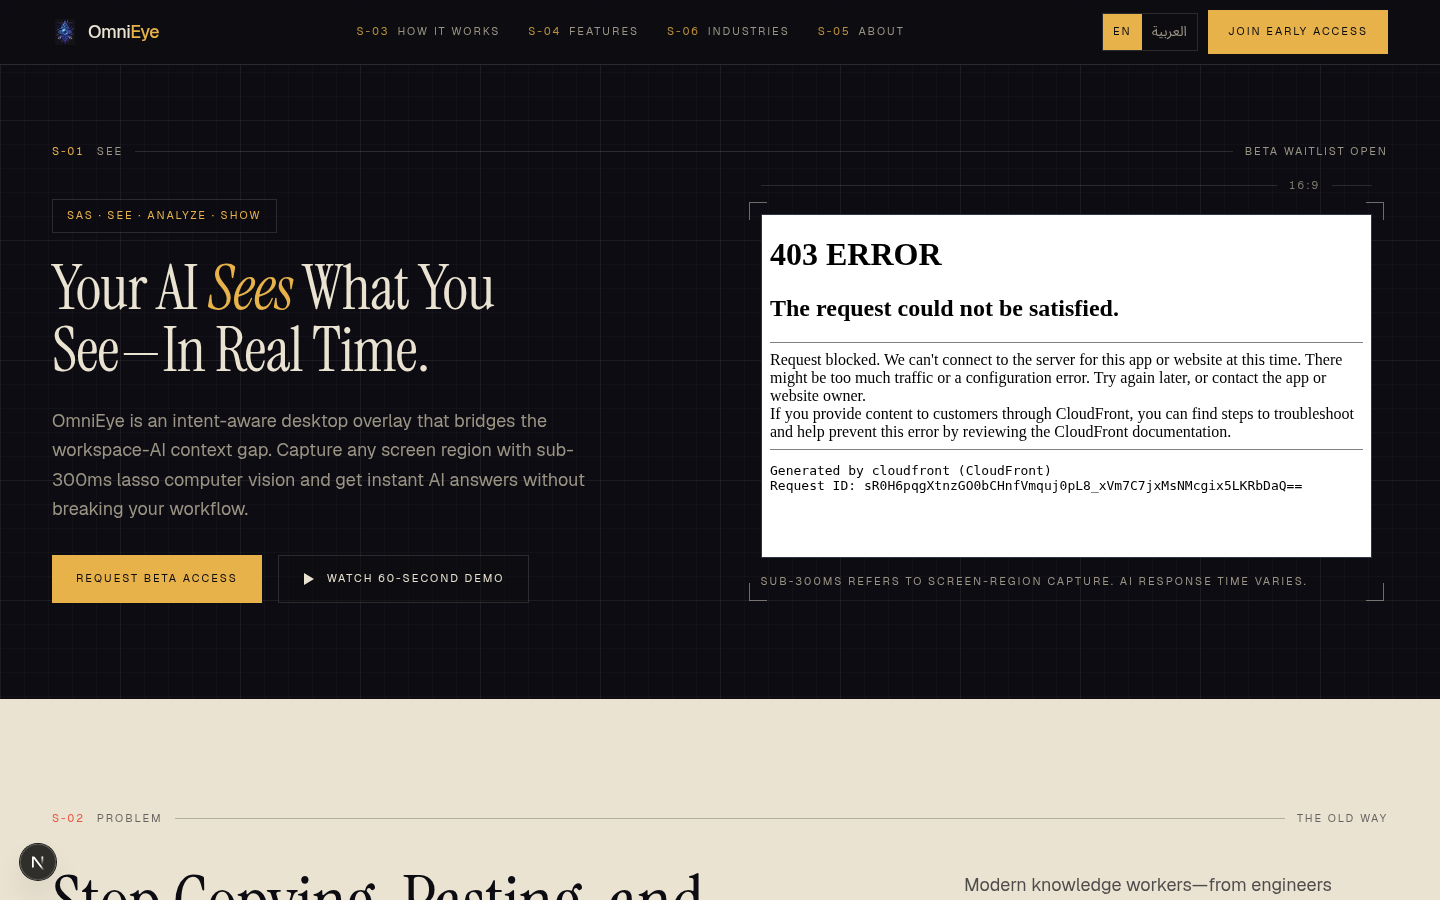 OmniEye
S-03 HOW IT WORKS
S-04 FEATURES
S-06 INDUSTRIES
S-05 ABOUT
EN
العربية
JOIN EARLY ACCESS
S-01 SEE
BETA WAITLIST OPEN
16:9
SAS · SEE · ANALYZE · SHOW
Your AI Sees What You
See—In Real Time.
OmniEye is an intent-aware desktop overlay that bridges the
workspace-AI context gap. Capture any screen region with sub-
300ms lasso computer vision and get instant AI answers without
breaking your workflow.
REQUEST BETA ACCESS
WATCH 60-SECOND DEMO
403 ERROR
The request could not be satisfied.
Request blocked. We can't connect to the server for this app or website at this time. There
might be too much traffic or a configuration error. Try again later, or contact the app or
website owner.
If you provide content to customers through CloudFront, you can find steps to troubleshoot
and help prevent this error by reviewing the CloudFront documentation.
Generated by cloudfront (CloudFront)
Request ID: sR0H6pqgXtnzGO0bCHnfVmquj0pL8_xVm7C7jxMsNMcgix5LKRbDaQ==
SUB-300MS REFERS TO SCREEN-REGION CAPTURE. AI RESPONSE TIME VARIES.
S-02 PROBLEM
THE OLD WAY
Stop Copying, Pasting, and
Modern knowledge workers—from engineers
N